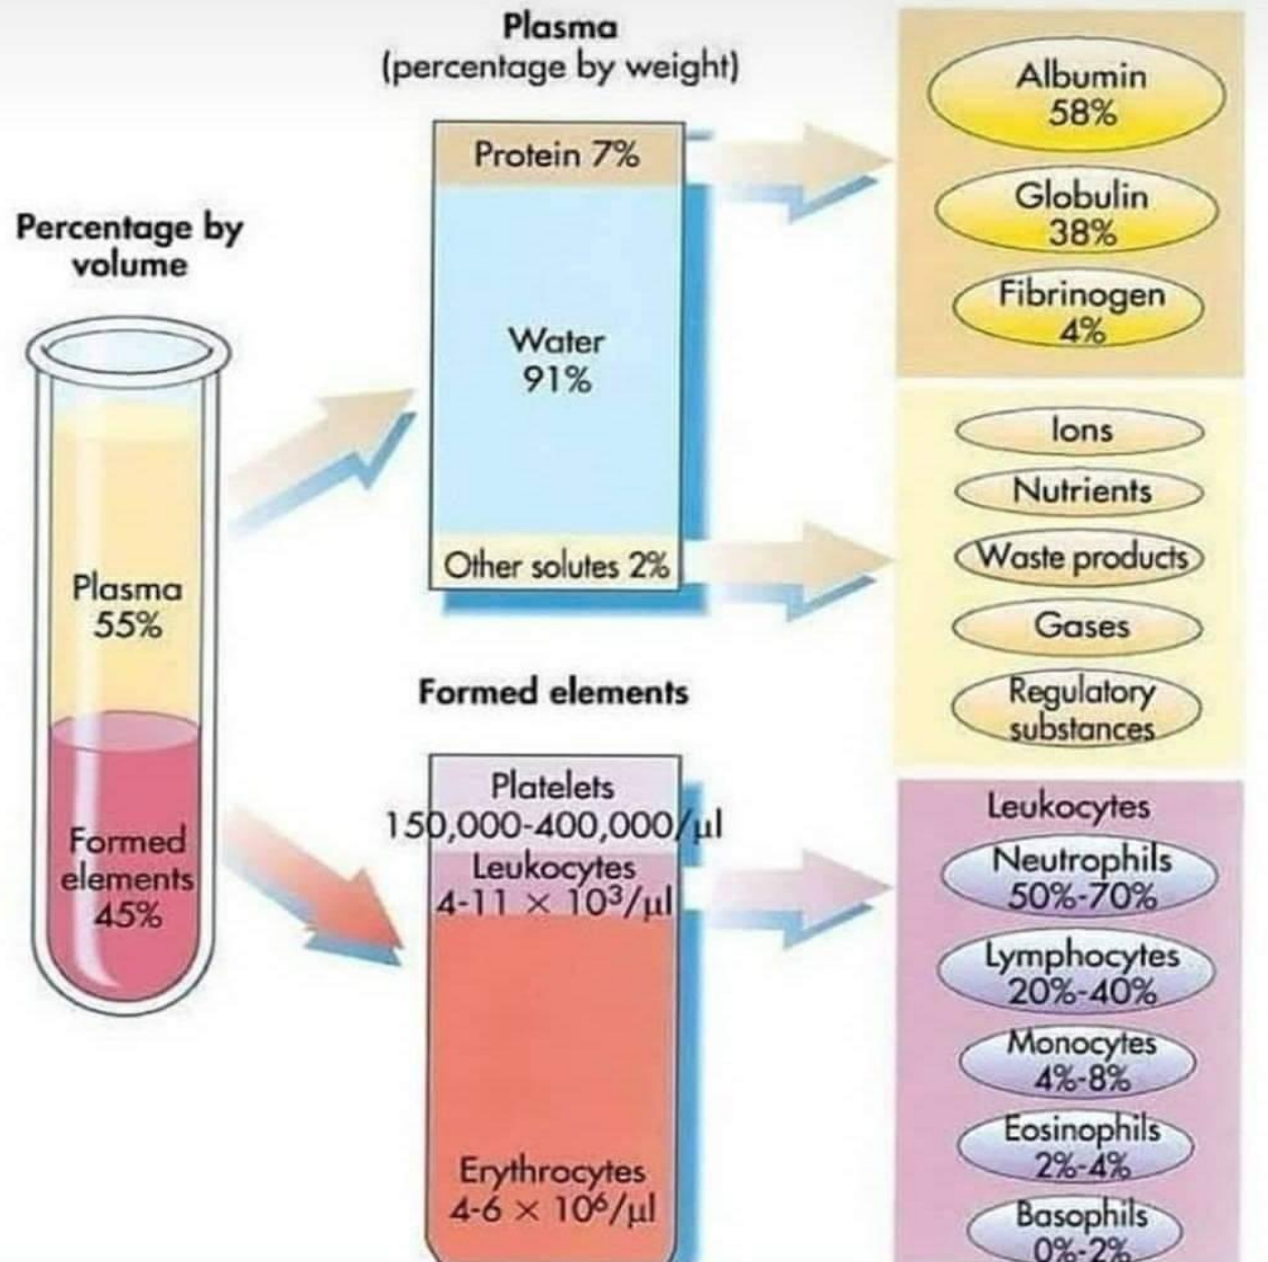 Plasma
(percentage by weight)
Protein 7%
Water
91%
Other solutes 2%
Percentage by
volume
Plasma
55%
Formed
elements
45%
Albumin
58%
Globulin
38%
Fibrinogen
4%
Ions
Nutrients
Waste products
Gases
Regulatory
substances
Formed elements
Platelets
150,000-400,000/µl
Leukocytes
4-11 × 10³/µl
Erythrocytes
4-6 × 10⁶/µl
Leukocytes
Neutrophils
50%-70%
Lymphocytes
20%-40%
Monocytes
4%-8%
Eosinophils
2%-4%
Basophils
0%-2%